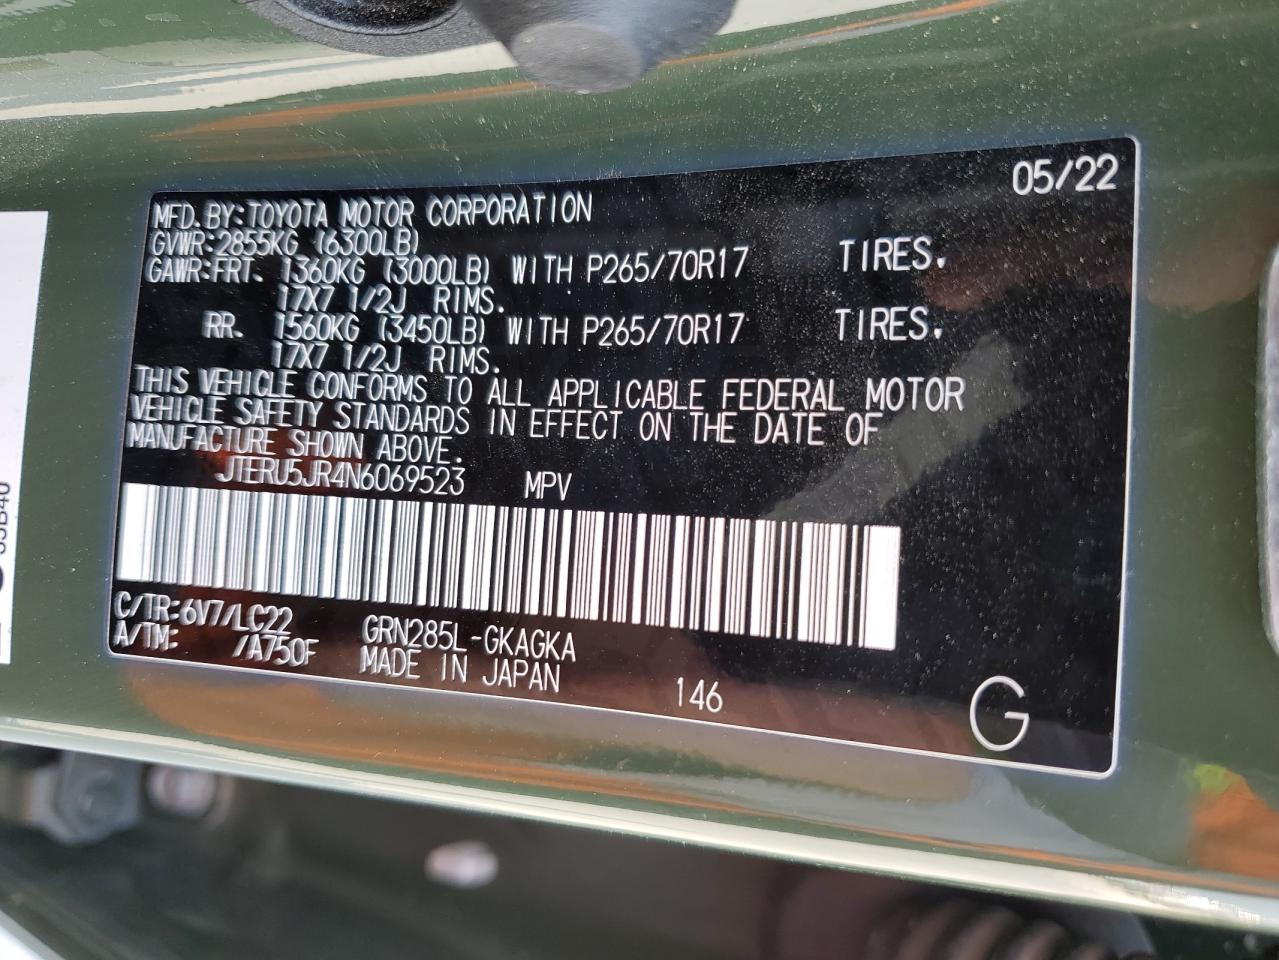 05/22
MFD. BY: TOYOTA MOTOR CORPORATION
GVWR: 2855KG (6300LB)
GAWR: FRT. 1360KG (3000LB) WITH P265/70R17 TIRES.
17X7 1/2J RIMS.
RR. 1560KG (3450LB) WITH P265/70R17 TIRES.
17X7 1/2J RIMS.
THIS VEHICLE CONFORMS TO ALL APPLICABLE FEDERAL MOTOR
VEHICLE SAFETY STANDARDS IN EFFECT ON THE DATE OF
MANUFACTURE SHOWN ABOVE.
JTERU5JR4N6069523 MPV
C/TR: 6V7/LC22 GRN285L-GKAGKA
A/TM: /A750F MADE IN JAPAN
146
G